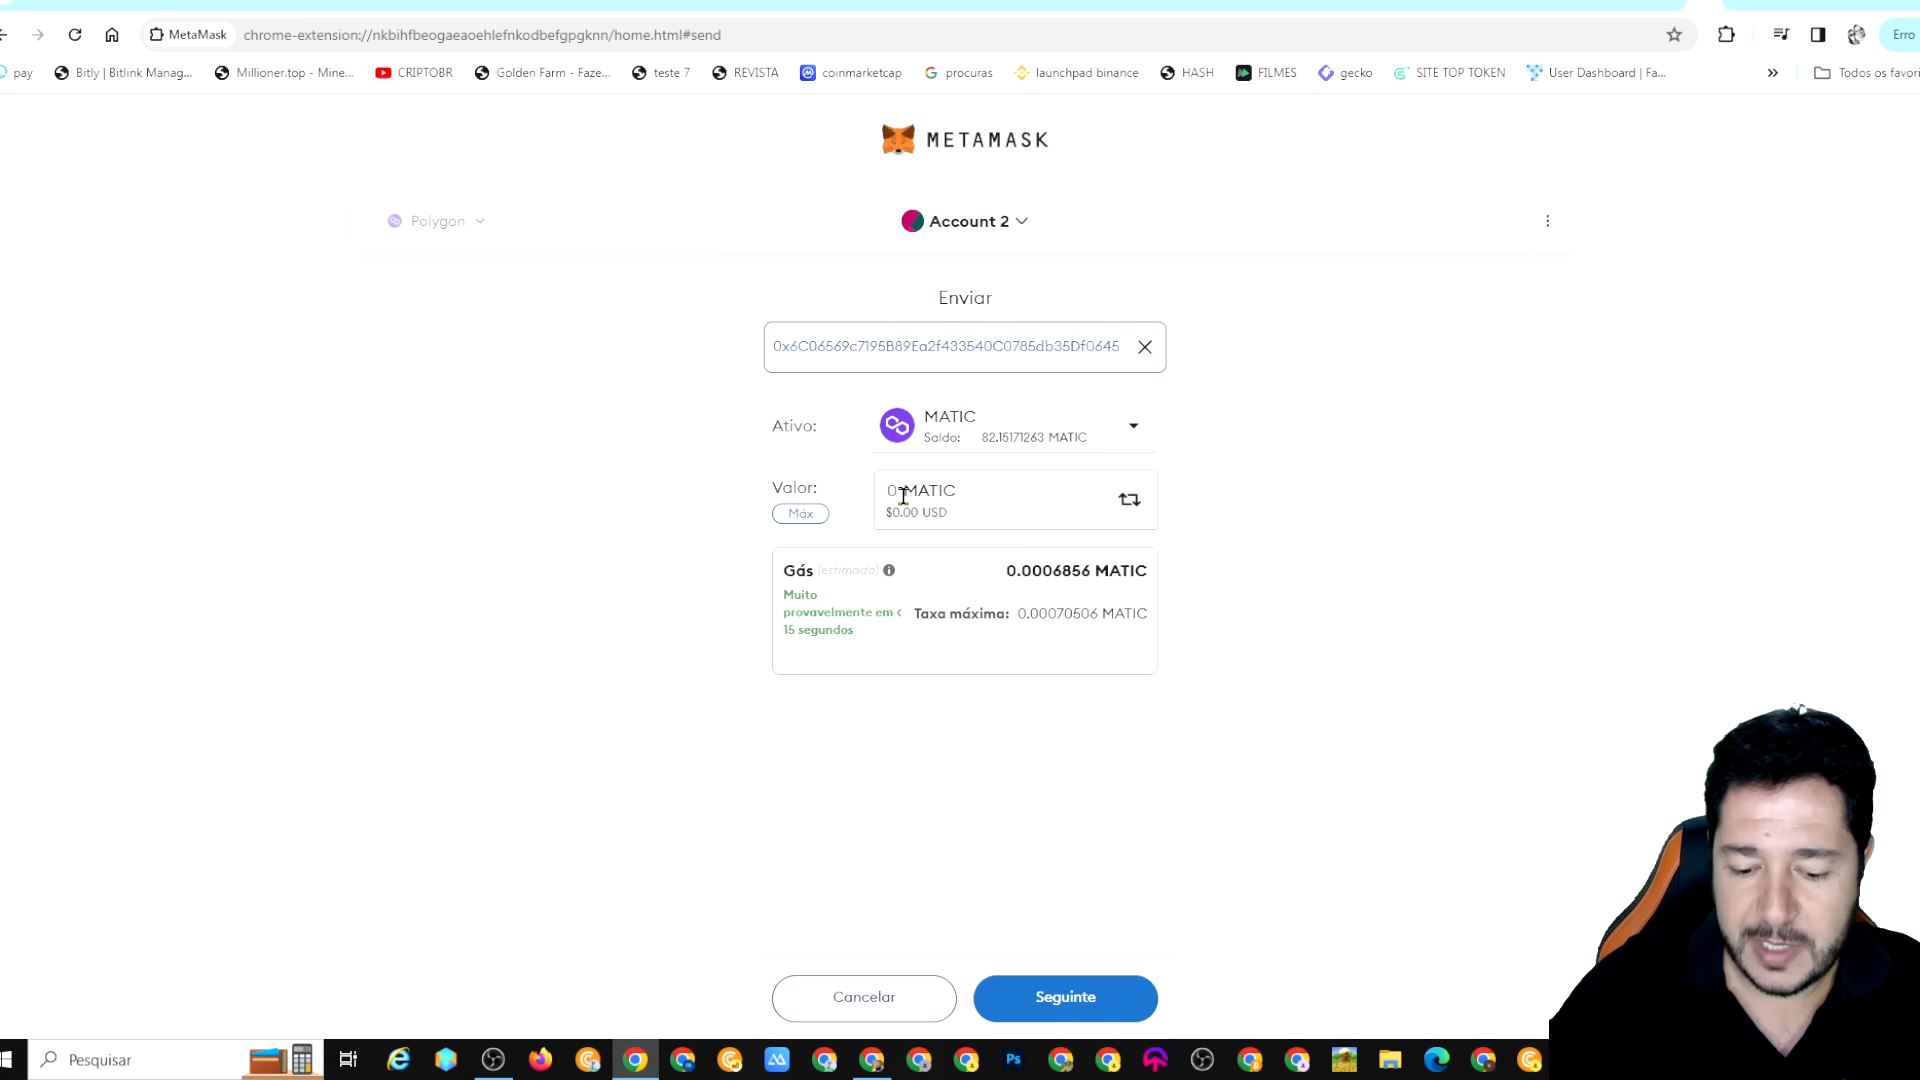 MetaMask
chrome-extension://nkbihfbeogaeaoehlefnkodbefgpgknn/home.html#send
Erro
pay
Bitly | Bitlink Manag...
Millioner.top - Mine...
CRIPTOBR
Golden Farm - Faze...
teste 7
REVISTA
coinmarketcap
procuras
launchpad binance
HASH
FILMES
gecko
SITE TOP TOKEN
User Dashboard | Fa...
Todos os favori
METAMASK
Polygon
Account 2
Enviar
0x6C06569c7195B89Ea2f433540C0785db35Df0645
Ativo:
MATIC
Saldo: 82.15171263 MATIC
Valor:
0 MATIC
Máx
$0.00 USD
Gás (estimada) 0.0006856 MATIC
Muito
provavelmente em <
15 segundos
Taxa máxima: 0.00070506 MATIC
Cancelar
Seguinte
Pesquisar
Ps